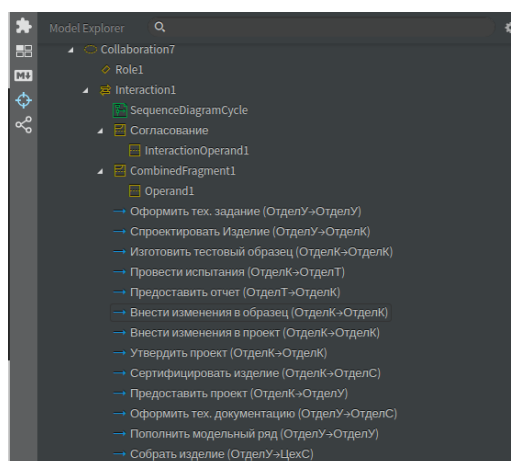 Model Explorer
Collaboration7
Role1
Interaction1
SequenceDiagramCycle
Согласование
InteractionOperand1
CombinedFragment1
Operand1
Оформить тех. задание (ОтделУ→ОтделУ)
Спроектировать Изделие (ОтделУ→ОтделК)
Изготовить тестовый образец (ОтделК→ОтделК)
Провести испытания (ОтделК→ОтделТ)
Предоставить отчет (ОтделТ→ОтделК)
Внести изменения в образец (ОтделК→ОтделК)
Внести изменения в проект (ОтделК→ОтделК)
Утвердить проект (ОтделК→ОтделК)
Сертифицировать изделие (ОтделК→ОтделС)
Предоставить проект (ОтделК→ОтделУ)
Оформить тех. документацию (ОтделУ→ОтделС)
Пополнить модельный ряд (ОтделУ→ОтделУ)
Собрать изделие (ОтделУ→ЦехС)
M↓